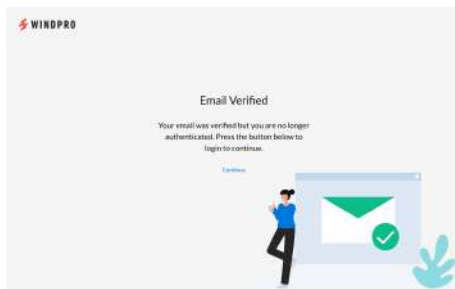 WINDPRO
Email Verified
Your email was verified but you are no longer
authenticated. Press the button below to
login to continue.
Continue